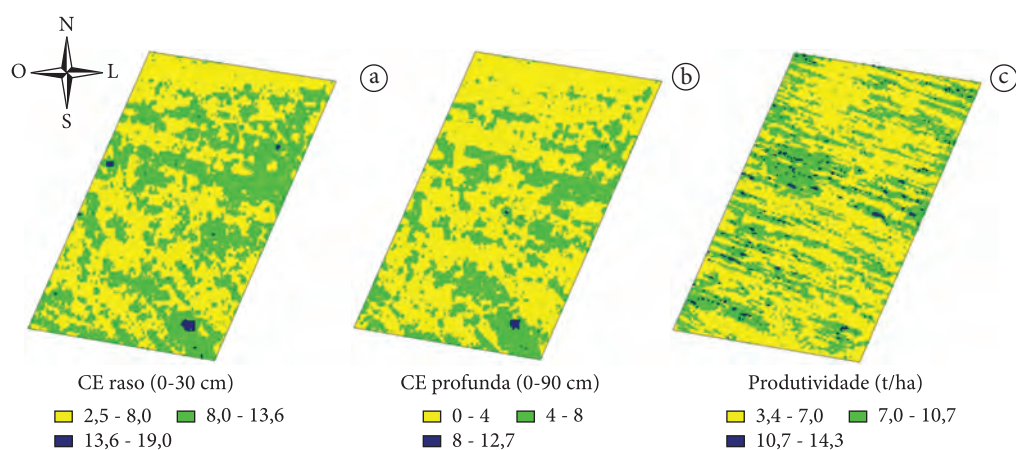 N
O L
S
a
b
c
CE raso (0-30 cm)
2,5 - 8,0 8,0 - 13,6
13,6 - 19,0
CE profunda (0-90 cm)
0 - 4 4 - 8
8 - 12,7
Produtividade (t/ha)
3,4 - 7,0 7,0 - 10,7
10,7 - 14,3